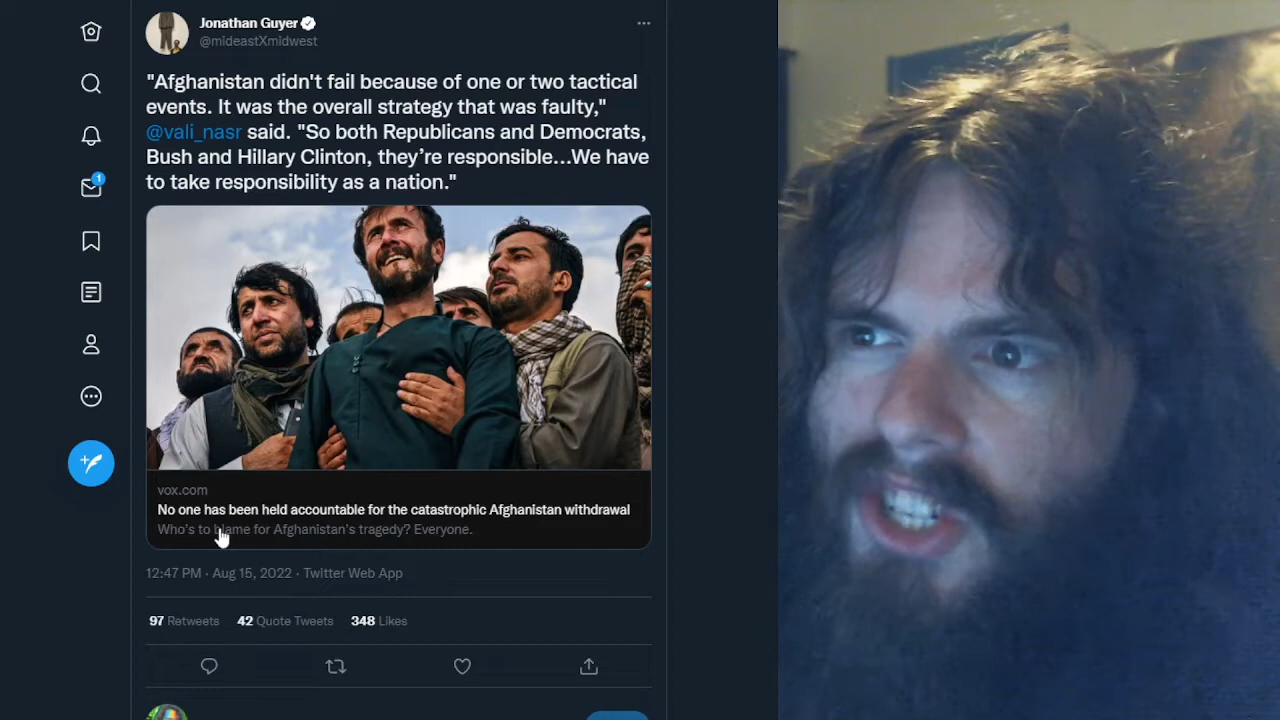 Jonathan Guyer
@mideastXmidwest
"Afghanistan didn't fail because of one or two tactical
events. It was the overall strategy that was faulty,"
@vali_nasr said. "So both Republicans and Democrats,
Bush and Hillary Clinton, they're responsible...We have
to take responsibility as a nation."
1
vox.com
No one has been held accountable for the catastrophic Afghanistan withdrawal
Who's to blame for Afghanistan's tragedy? Everyone.
12:47 PM · Aug 15, 2022 · Twitter Web App
97 Retweets 42 Quote Tweets 348 Likes